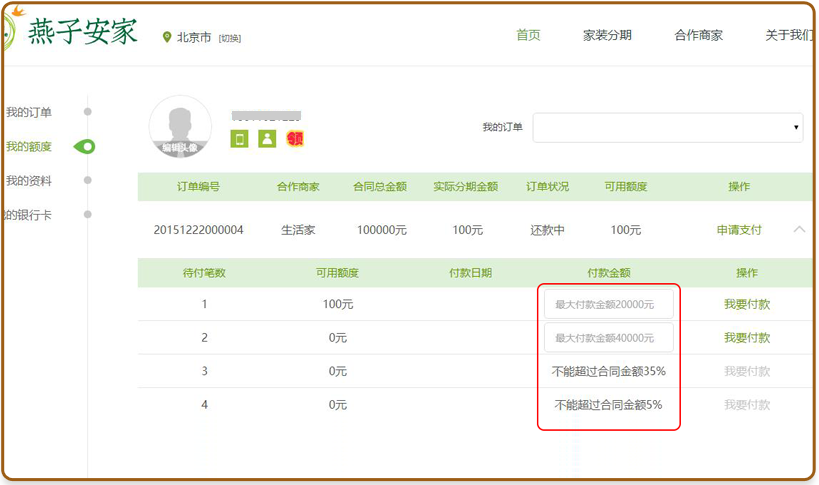 燕子安家
北京市 [切换]
首页 家装分期 合作商家 关于我们
我的订单
我的额度
我的资料
我的银行卡
编辑头像
领
我的订单
订单编号 合作商家 合同总金额 实际分期金额 订单状况 可用额度 操作
20151222000004 生活家 100000元 100元 还款中 100元 申请支付
待付笔数 可用额度 付款日期 付款金额 操作
1 100元 最大付款金额20000元 我要付款
2 0元 最大付款金额40000元 我要付款
3 0元 不能超过合同金额35% 我要付款
4 0元 不能超过合同金额5% 我要付款